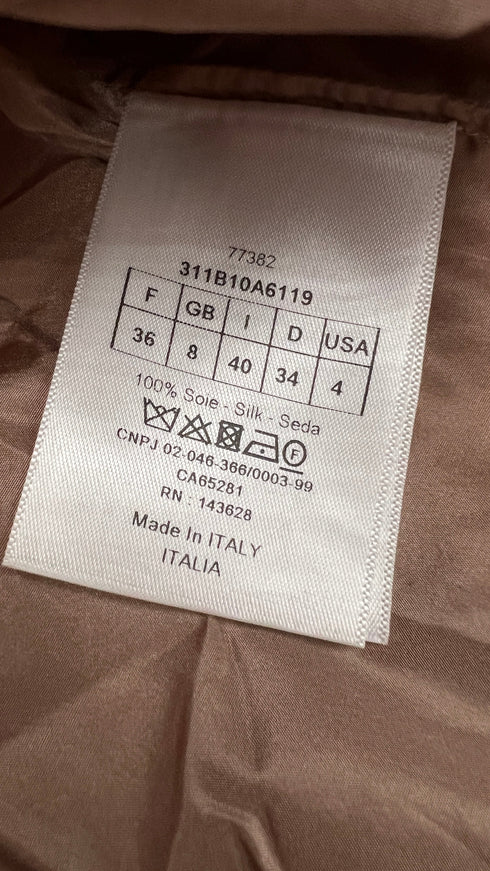 77382
311B10A6119
F GB I D USA
36 8 40 34 4
100% Soie - Silk - Seda
F
CNPJ 02-046-366/0003-99
CA65281
RN : 143628
Made In ITALY
ITALIA